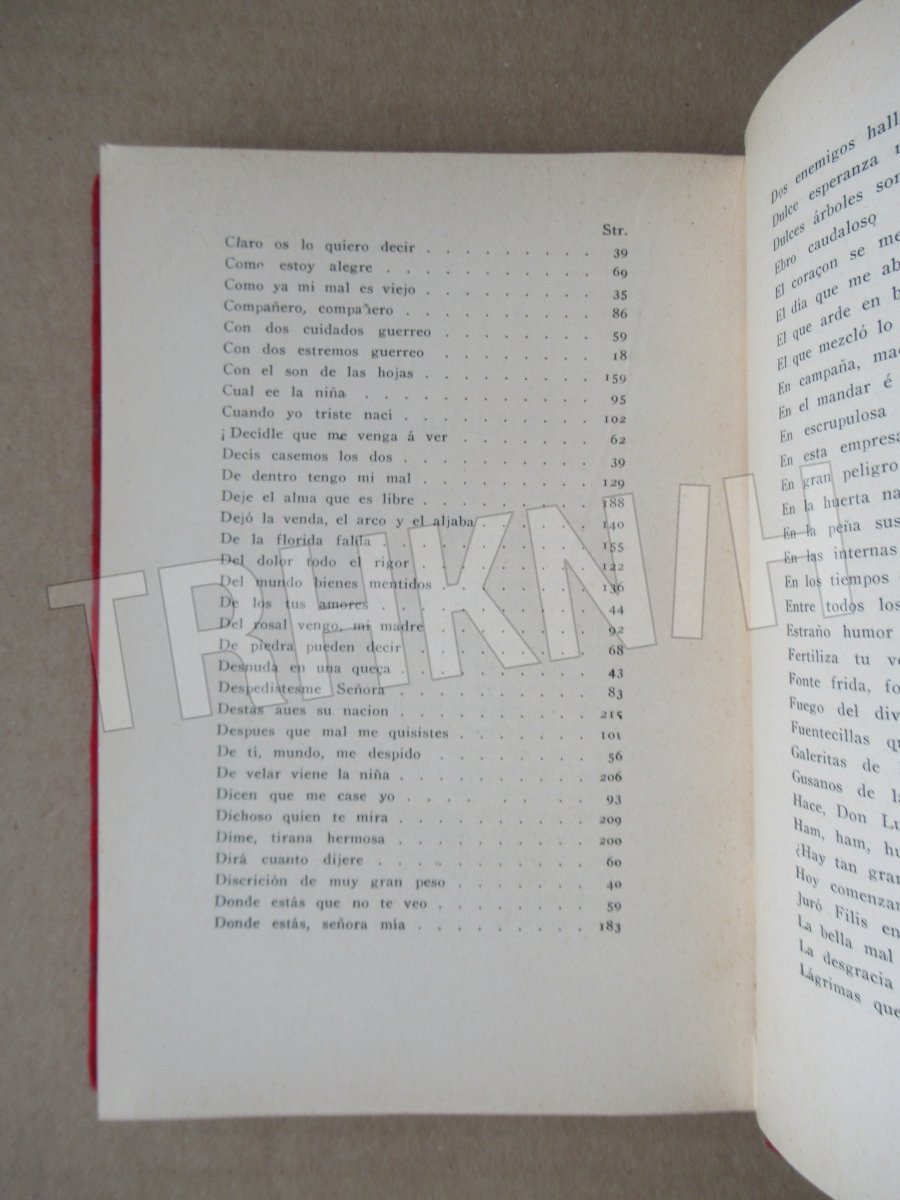 Str.
Claro os lo quiero decir . . . . . . . . 39
Como estoy alegre . . . . . . . . . . 69
Como ya mi mal es viejo . . . . . . . . 35
Compañero, compañero . . . . . . . . . 86
Con dos cuidados guerreo . . . . . . . 59
Con dos estremos guerreo . . . . . . . 18
Con el son de las hojas . . . . . . . . 159
Cual ee la niña . . . . . . . . . . 95
Cuando yo triste nací . . . . . . . . . 102
¡Decidle que me venga á ver . . . . . . 62
Decis casemos los dos . . . . . . . . 39
De dentro tengo mi mal . . . . . . . . 129
Deje el alma que es libre . . . . . . . . 188
Dejó la venda, el arco y el aljaba . . . . . 140
De la florida falda . . . . . . . . . . 155
Del dolor todo el rigor . . . . . . . . 122
Del mundo bienes mentidos . . . . . . . 136
De los tus amores . . . . . . . . . . 44
Del rosal vengo, mi madre . . . . . . . 92
De piedra pueden decir . . . . . . . . 68
Desnuda en una queça . . . . . . . . . 43
Despedistesme Señora . . . . . . . . . 83
Destas aues su nacion . . . . . . . . . 215
Despues que mal me quisistes . . . . . . 101
De ti, mundo, me despido . . . . . . . 56
De velar viene la niña . . . . . . . . . 206
Dicen que me case yo . . . . . . . . 93
Dichoso quien te mira . . . . . . . . . 209
Dime, tirana hermosa . . . . . . . . . 200
Dirá cuanto dijere . . . . . . . . . . 60
Discrición de muy gran peso . . . . . . . 40
Donde estás que no te veo . . . . . . . 59
Donde estás, señora mia . . . . . . . . 183
Dos enemigos
Dulce esperanza
Dulces árboles
Ebro caudaloso
El coraçon se
El día que me
El que arde en
El que mezcló lo
En campaña,
En el mandar é
En escrupulosa
En esta empresa
En gran peligro
En la huerta
En la peña
En las internas
En los tiempos
Entre todos los
Estraño humor
Fertiliza tu
Fonte frida,
Fuego del
Fuentecillas
Galeritas de
Gusanos de
Hace, Don
Ham, ham,
¿Hay tan
Hoy
Juró Filis en
La bella mal
La desgracia
Lágrimas
TRHKNIH